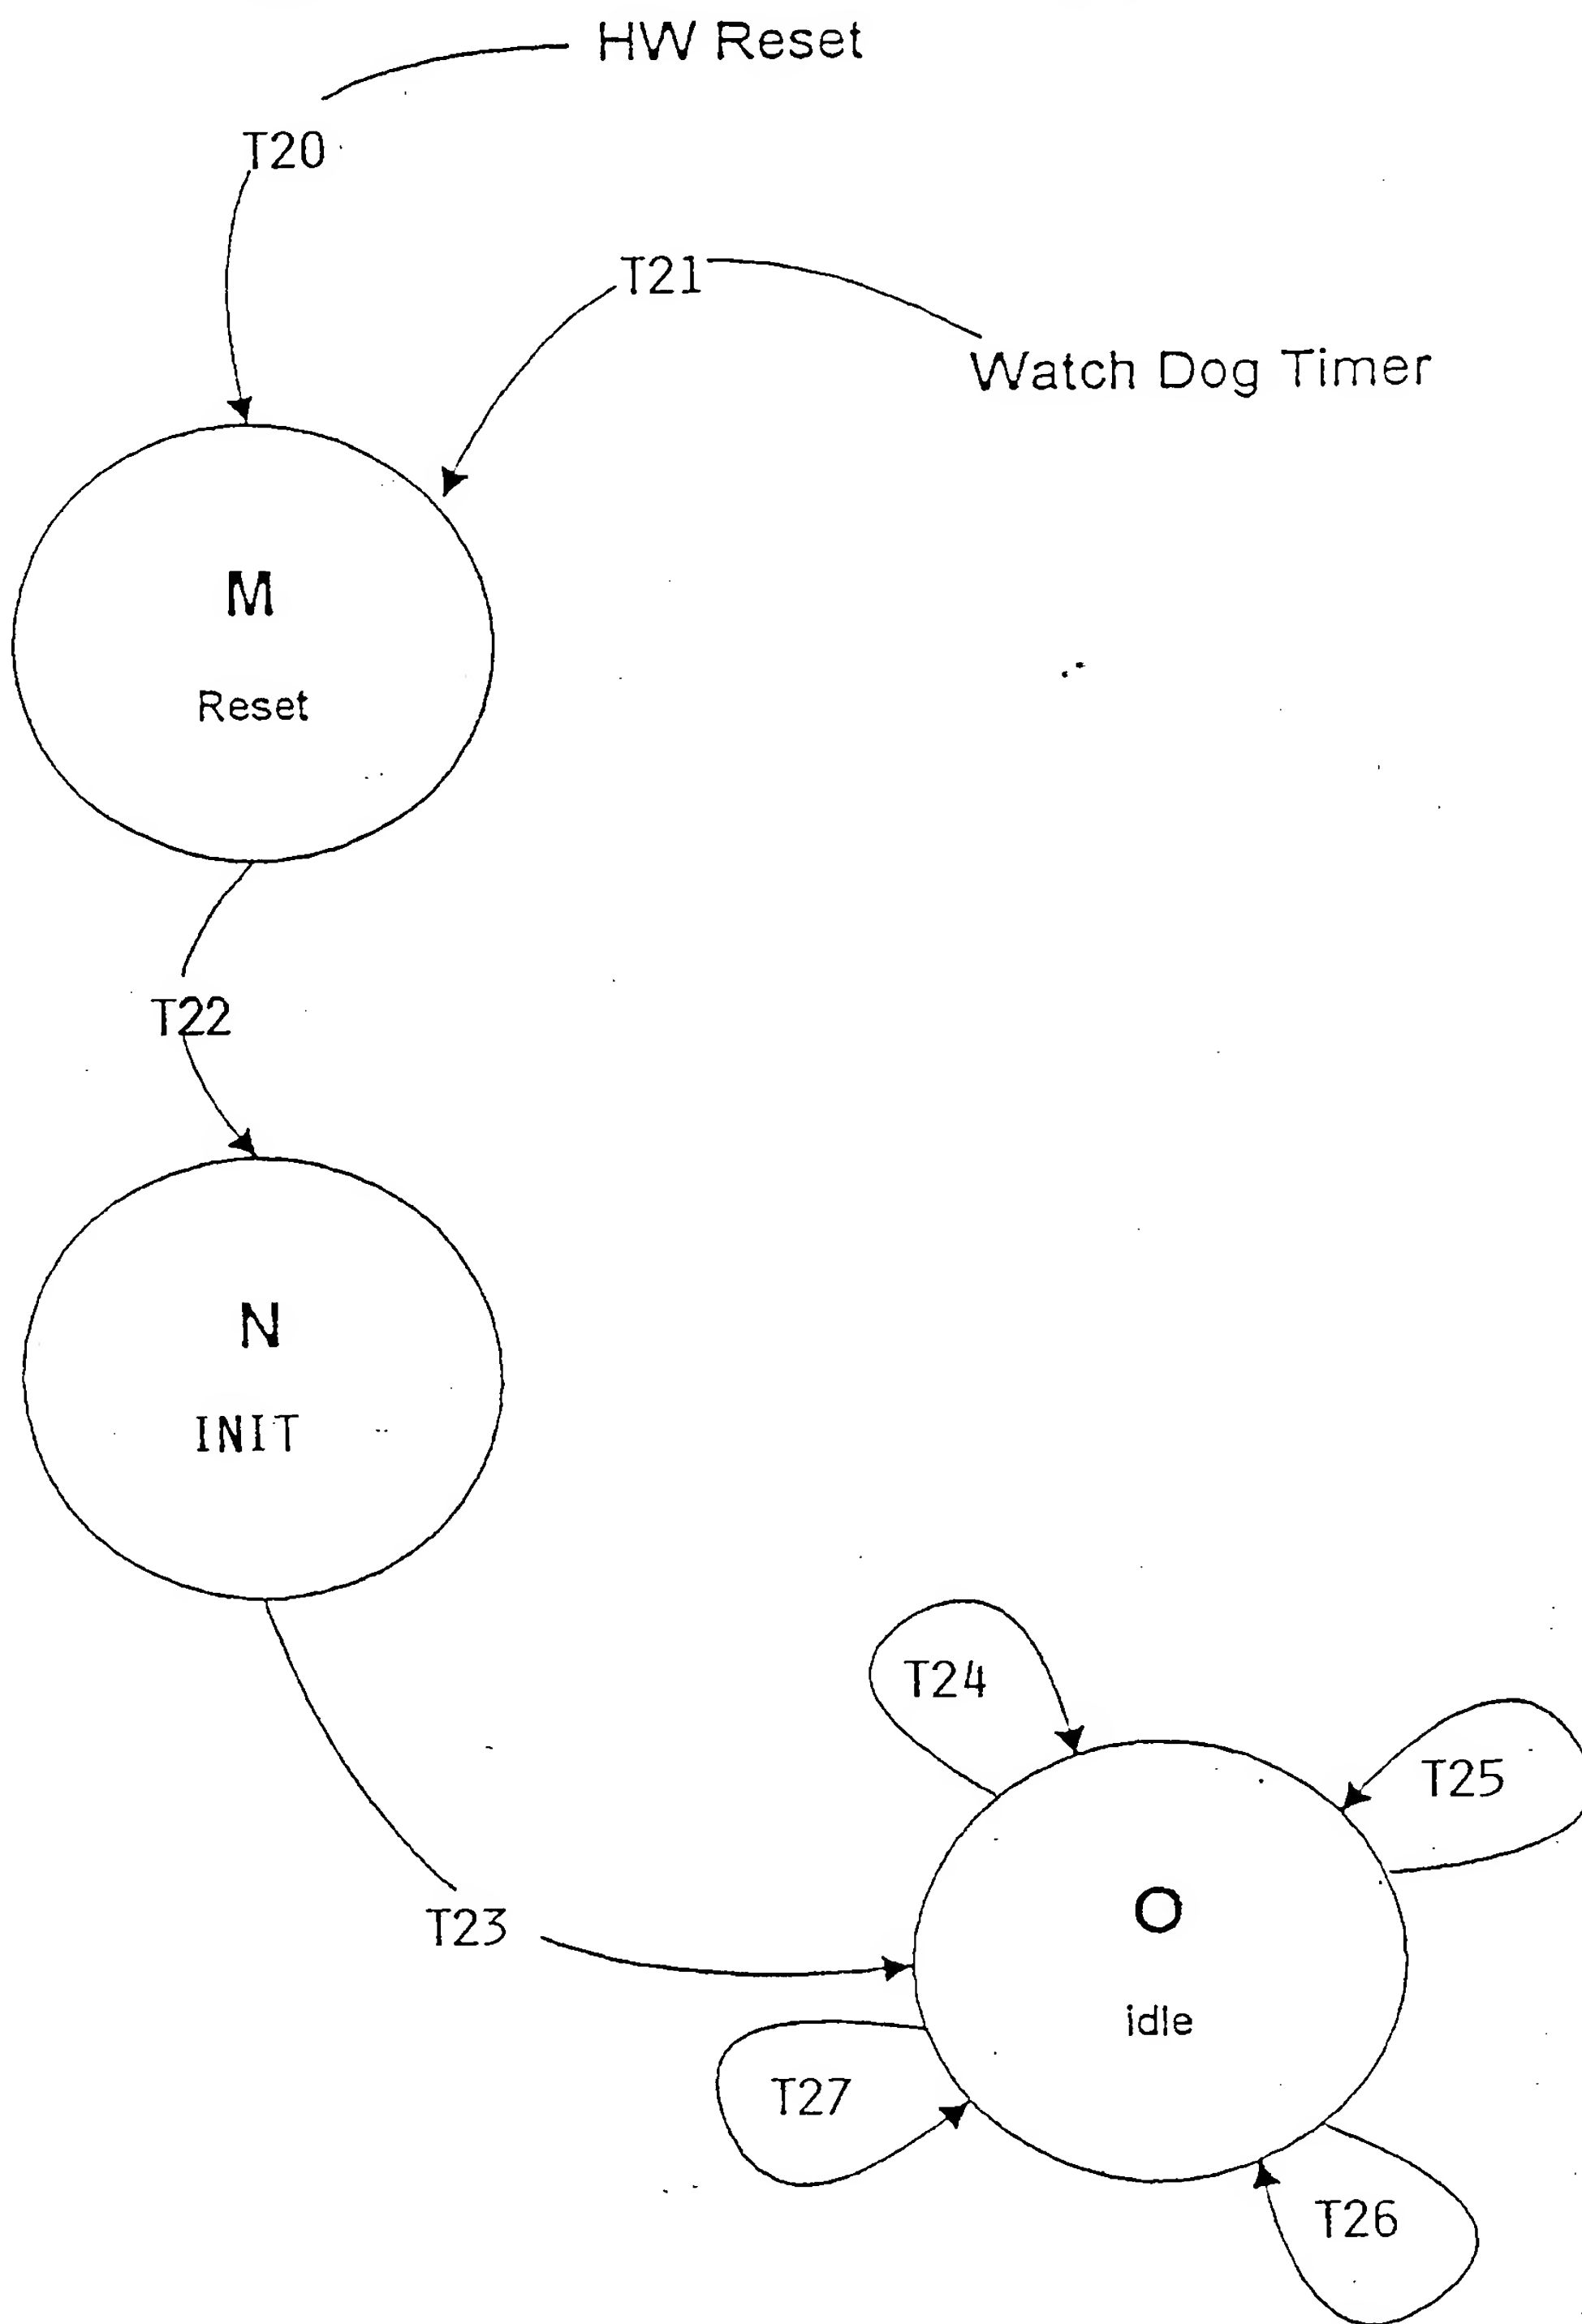 HW Reset
T20
T21
Watch Dog Timer
M
Reset
T22
N
INIT
T24
T25
O
T23
idle
T27
T26